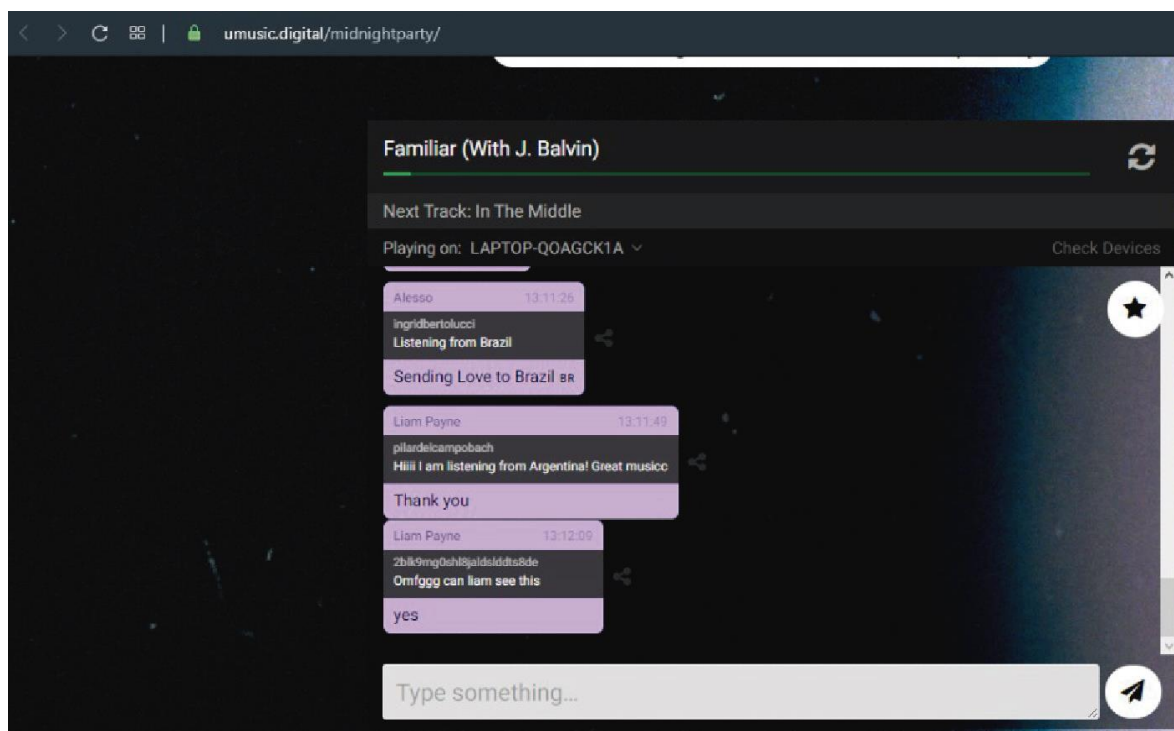 umusic.digital/midnightparty/
Familiar (With J. Balvin)
Next Track: In The Middle
Playing on: LAPTOP-QOAGCK1A
Check Devices
Alesso 13:11:26
ingridbertolucci
Listening from Brazil
Sending Love to Brazil BR
Liam Payne 13:11:49
pilardelcampobach
Hiiii I am listening from Argentina! Great musicc
Thank you
Liam Payne 13:12:09
Omfggg can liam see this
yes
Type something...